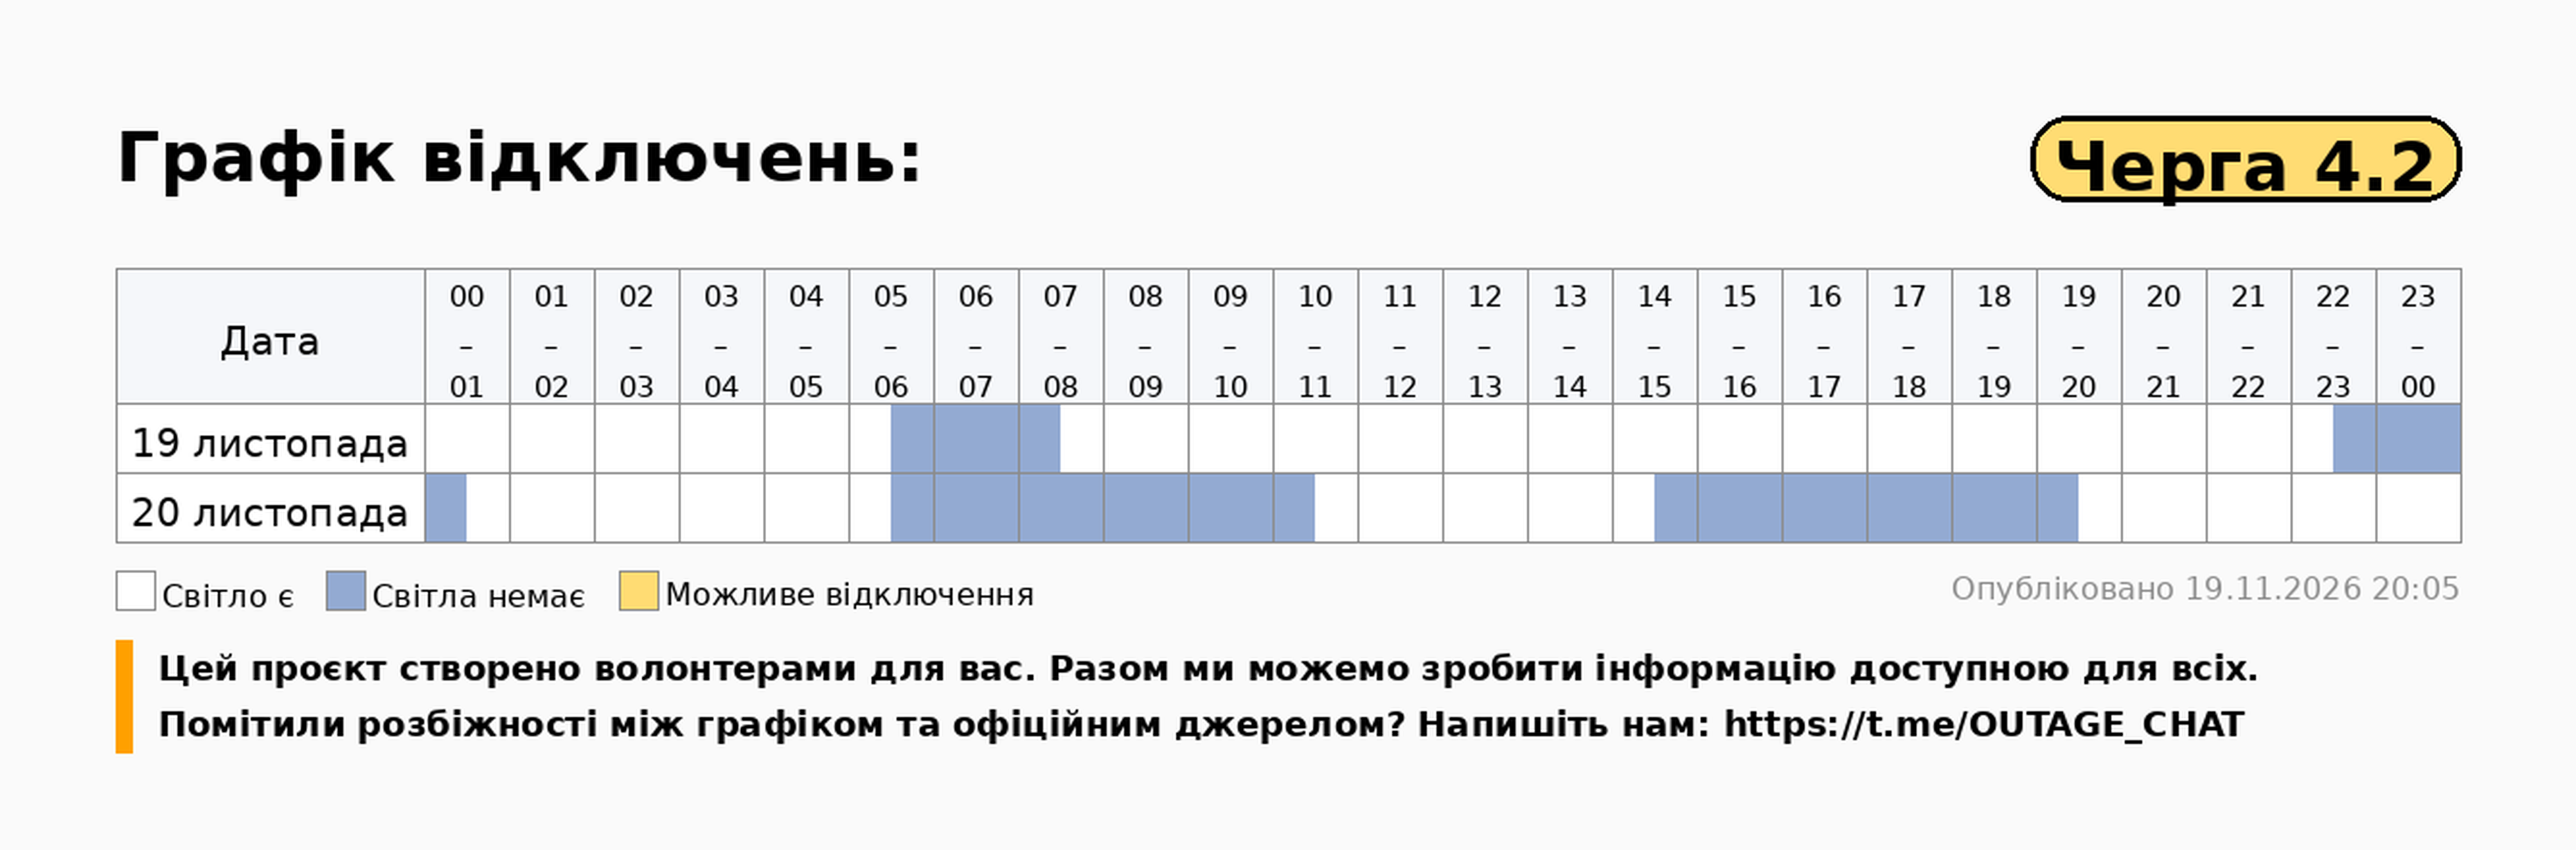 Графік відключень:
Черга 4.2
Дата
00 – 01
01 – 02
02 – 03
03 – 04
04 – 05
05 – 06
06 – 07
07 – 08
08 – 09
09 – 10
10 – 11
11 – 12
12 – 13
13 – 14
14 – 15
15 – 16
16 – 17
17 – 18
18 – 19
19 – 20
20 – 21
21 – 22
22 – 23
23 – 00
19 листопада
20 листопада
Світло є
Світла немає
Можливе відключення
Опубліковано 19.11.2026 20:05
Цей проєкт створено волонтерами для вас. Разом ми можемо зробити інформацію доступною для всіх.
Помітили розбіжності між графіком та офіційним джерелом? Напишіть нам: https://t.me/OUTAGE_CHAT